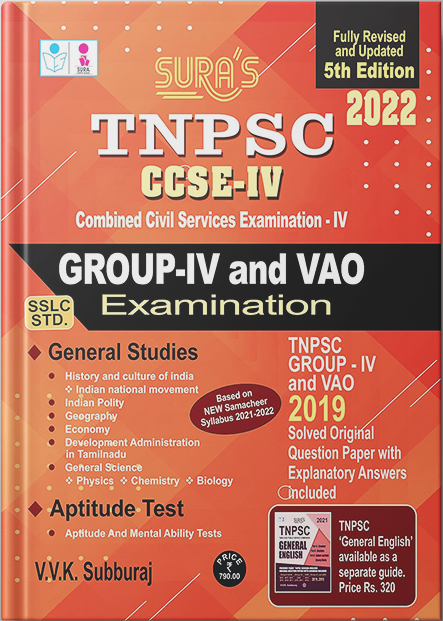 SURA
Fully Revised
and Updated
5th Edition
2022
SURA'S
TNPSC
CCSE-IV
Combined Civil Services Examination - IV
GROUP-IV and VAO
SSLC
STD.
Examination
General Studies
History and culture of india
Indian national movement
Indian Polity
Geography
Economy
Development Administration
in Tamilnadu
General Science
Physics ❖ Chemistry ❖ Biology
Based on
NEW Samacheer
Syllabus 2021-2022
Aptitude Test
Aptitude And Mental Ability Tests
V.V.K. Subburaj
TNPSC
GROUP - IV
and VAO
2019
Solved Original
Question Paper with
Explanatory Answers
included
PRICE
₹
790.00
2021
TNPSC
GENERAL
ENGLISH
TNPSC
'General English'
available as a
separate guide.
Price Rs. 320